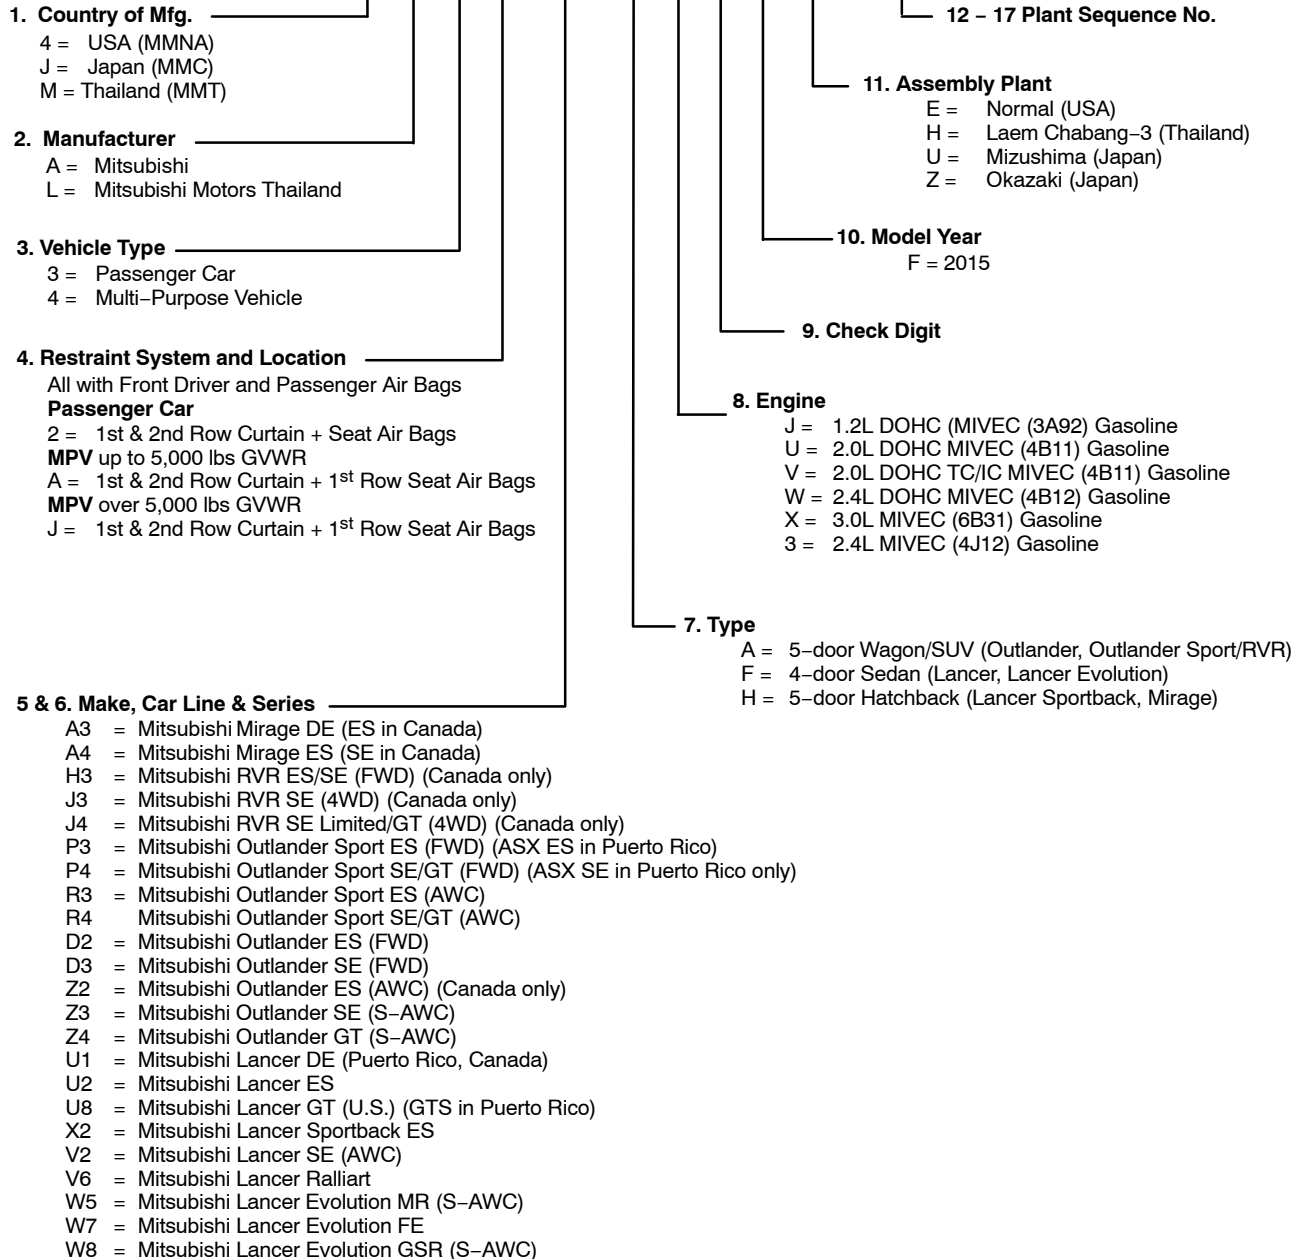 1. Country of Mfg.
4 = USA (MMNA)
J = Japan (MMC)
M = Thailand (MMT)
2. Manufacturer
A = Mitsubishi
L = Mitsubishi Motors Thailand
3. Vehicle Type
3 = Passenger Car
4 = Multi−Purpose Vehicle
4. Restraint System and Location
All with Front Driver and Passenger Air Bags
Passenger Car
2 = 1st & 2nd Row Curtain + Seat Air Bags
MPV up to 5,000 lbs GVWR
A = 1st & 2nd Row Curtain + 1st Row Seat Air Bags
MPV over 5,000 lbs GVWR
J = 1st & 2nd Row Curtain + 1st Row Seat Air Bags
5 & 6. Make, Car Line & Series
A3 = Mitsubishi Mirage DE (ES in Canada)
A4 = Mitsubishi Mirage ES (SE in Canada)
H3 = Mitsubishi RVR ES/SE (FWD) (Canada only)
J3 = Mitsubishi RVR SE (4WD) (Canada only)
J4 = Mitsubishi RVR SE Limited/GT (4WD) (Canada only)
P3 = Mitsubishi Outlander Sport ES (FWD) (ASX ES in Puerto Rico)
P4 = Mitsubishi Outlander Sport SE/GT (FWD) (ASX SE in Puerto Rico only)
R3 = Mitsubishi Outlander Sport ES (AWC)
R4 Mitsubishi Outlander Sport SE/GT (AWC)
D2 = Mitsubishi Outlander ES (FWD)
D3 = Mitsubishi Outlander SE (FWD)
Z2 = Mitsubishi Outlander ES (AWC) (Canada only)
Z3 = Mitsubishi Outlander SE (S−AWC)
Z4 = Mitsubishi Outlander GT (S−AWC)
U1 = Mitsubishi Lancer DE (Puerto Rico, Canada)
U2 = Mitsubishi Lancer ES
U8 = Mitsubishi Lancer GT (U.S.) (GTS in Puerto Rico)
X2 = Mitsubishi Lancer Sportback ES
V2 = Mitsubishi Lancer SE (AWC)
V6 = Mitsubishi Lancer Ralliart
W5 = Mitsubishi Lancer Evolution MR (S−AWC)
W7 = Mitsubishi Lancer Evolution FE
W8 = Mitsubishi Lancer Evolution GSR (S−AWC)
7. Type
A = 5−door Wagon/SUV (Outlander, Outlander Sport/RVR)
F = 4−door Sedan (Lancer, Lancer Evolution)
H = 5−door Hatchback (Lancer Sportback, Mirage)
8. Engine
J = 1.2L DOHC (MIVEC (3A92) Gasoline
U = 2.0L DOHC MIVEC (4B11) Gasoline
V = 2.0L DOHC TC/IC MIVEC (4B11) Gasoline
W = 2.4L DOHC MIVEC (4B12) Gasoline
X = 3.0L MIVEC (6B31) Gasoline
3 = 2.4L MIVEC (4J12) Gasoline
9. Check Digit
10. Model Year
F = 2015
11. Assembly Plant
E = Normal (USA)
H = Laem Chabang−3 (Thailand)
U = Mizushima (Japan)
Z = Okazaki (Japan)
12 − 17 Plant Sequence No.